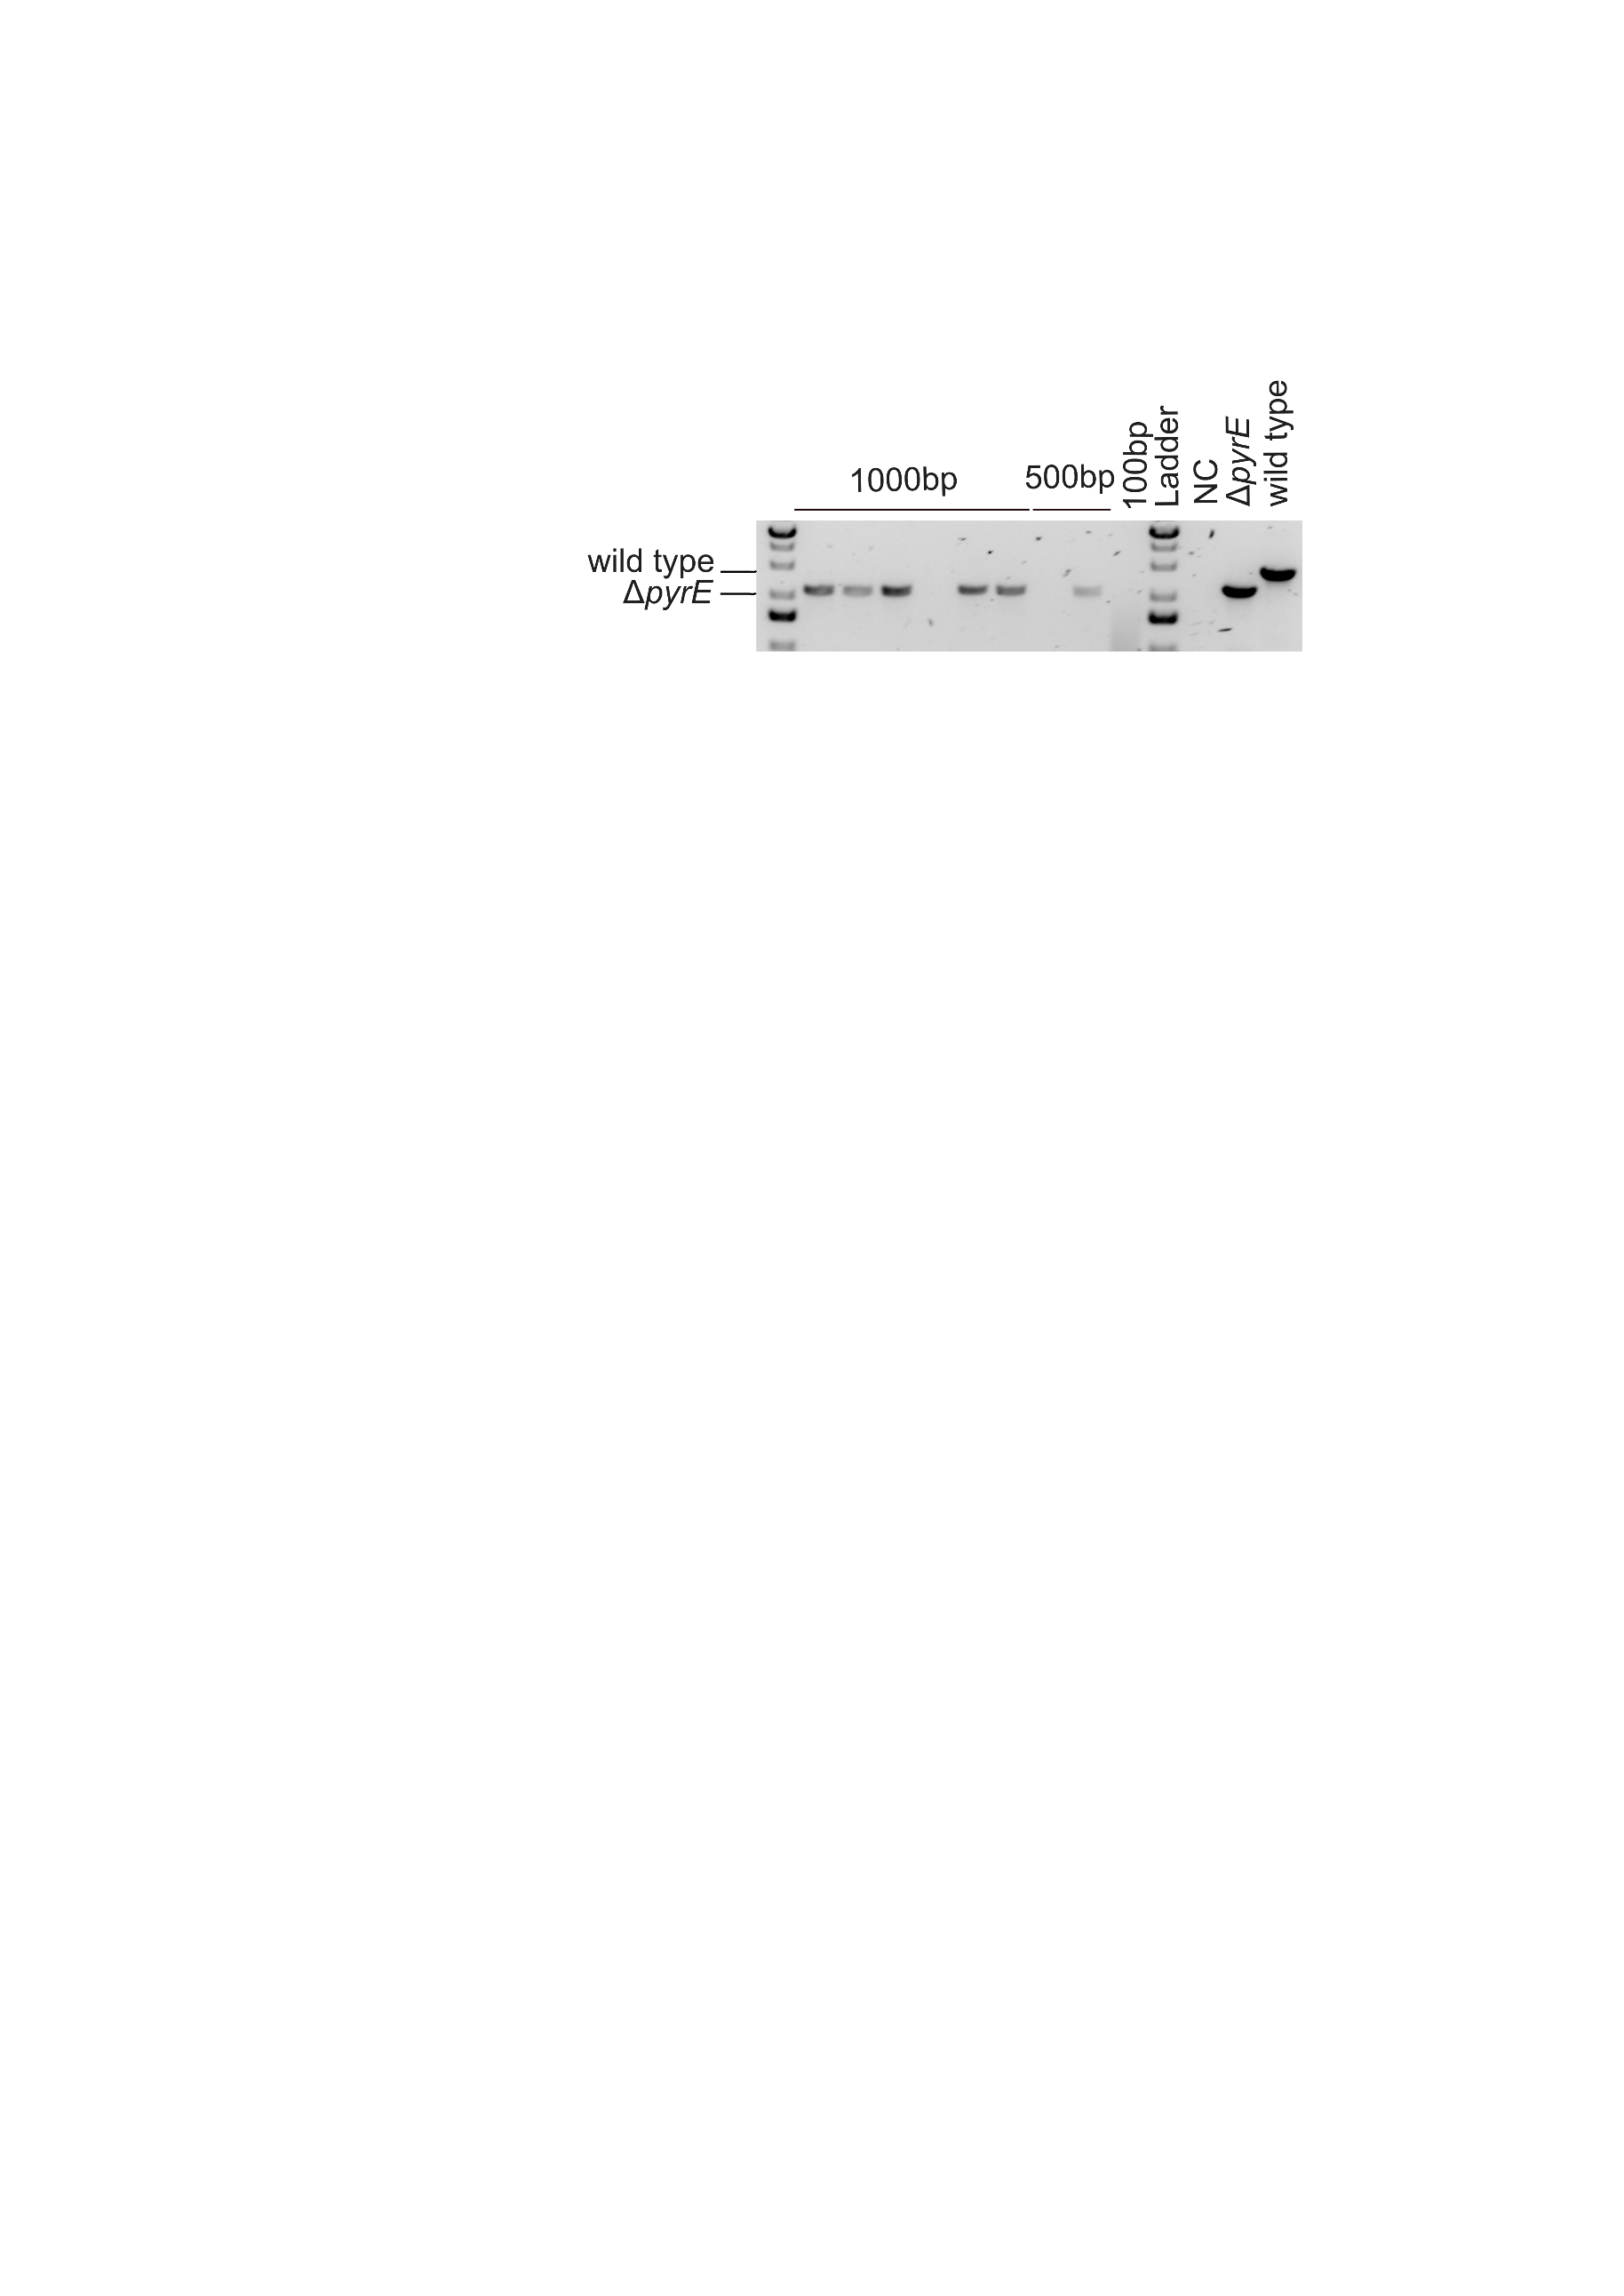 1000bp
500bp
100bp
Ladder
NC
ΔpyrE
wild type
wild type
ΔpyrE